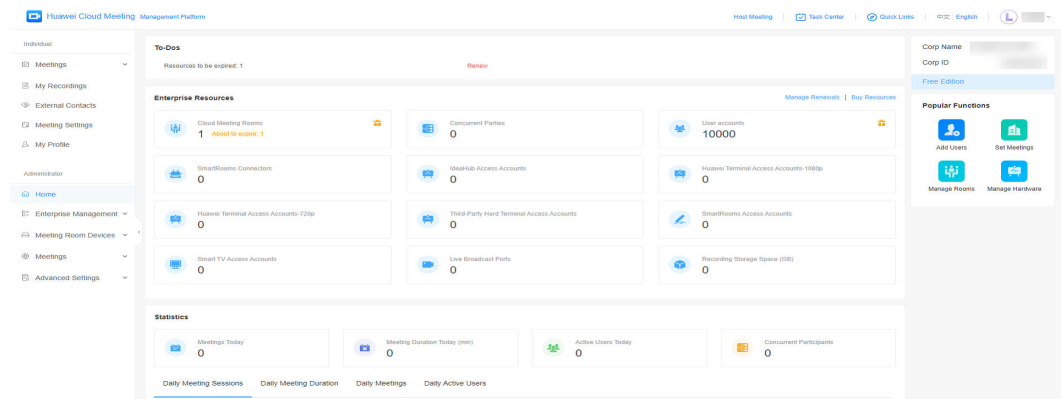 Huawei Cloud Meeting Management Platform
Host Meeting
Task Center
Quick Links
中文 | English
L
Individual
Meetings
My Recordings
External Contacts
Meeting Settings
My Profile
Administrator
Home
Enterprise Management
Meeting Room Devices
Meetings
Advanced Settings
To-Dos
Resources to be expired: 1
Renew
Enterprise Resources
Manage Renewals | Buy Resources
Cloud Meeting Rooms
1 About to expire: 1
Concurrent Parties
0
User accounts
10000
SmartRooms Connectors
0
IdeaHub Access Accounts
0
Huawei Terminal Access Accounts-1080p
0
Huawei Terminal Access Accounts-720p
0
Third-Party Hard Terminal Access Accounts
0
SmartRooms Access Accounts
0
Smart TV Access Accounts
0
Live Broadcast Ports
0
Recording Storage Space (GB)
0
Statistics
Meetings Today
0
Meeting Duration Today (min)
0
Active Users Today
0
Concurrent Participants
0
Daily Meeting Sessions
Daily Meeting Duration
Daily Meetings
Daily Active Users
Corp Name
Corp ID
Free Edition
Popular Functions
Add Users
Set Meetings
Manage Rooms
Manage Hardware